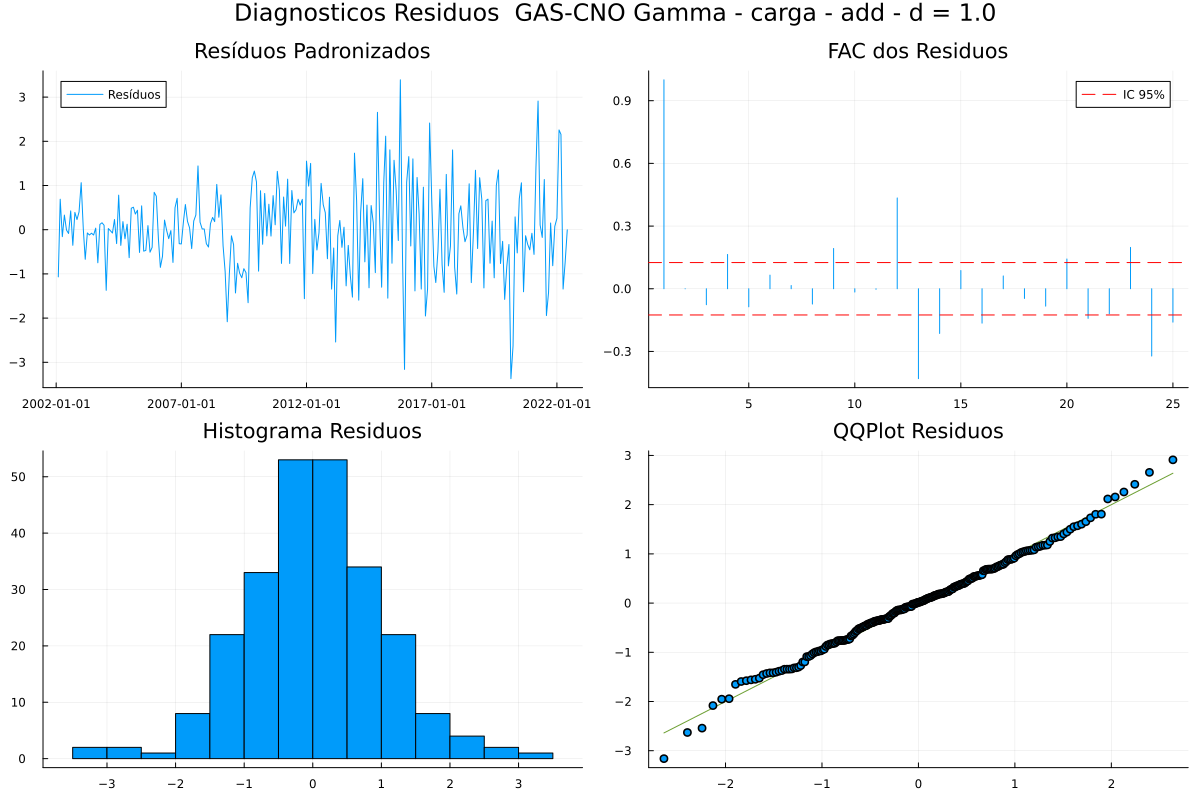 Diagnosticos Residuos  GAS-CNO Gamma - carga - add - d = 1.0
Resíduos Padronizados
Resíduos
3
2
1
0
−1
−2
−3
2002-01-01 2007-01-01 2012-01-01 2017-01-01 2022-01-01
FAC dos Residuos
IC 95%
0.9
0.6
0.3
0.0
−0.3
5 10 15 20 25
Histograma Residuos
50
40
30
20
10
0
−3 −2 −1 0 1 2 3
QQPlot Residuos
3
2
1
0
−1
−2
−3
−2 −1 0 1 2